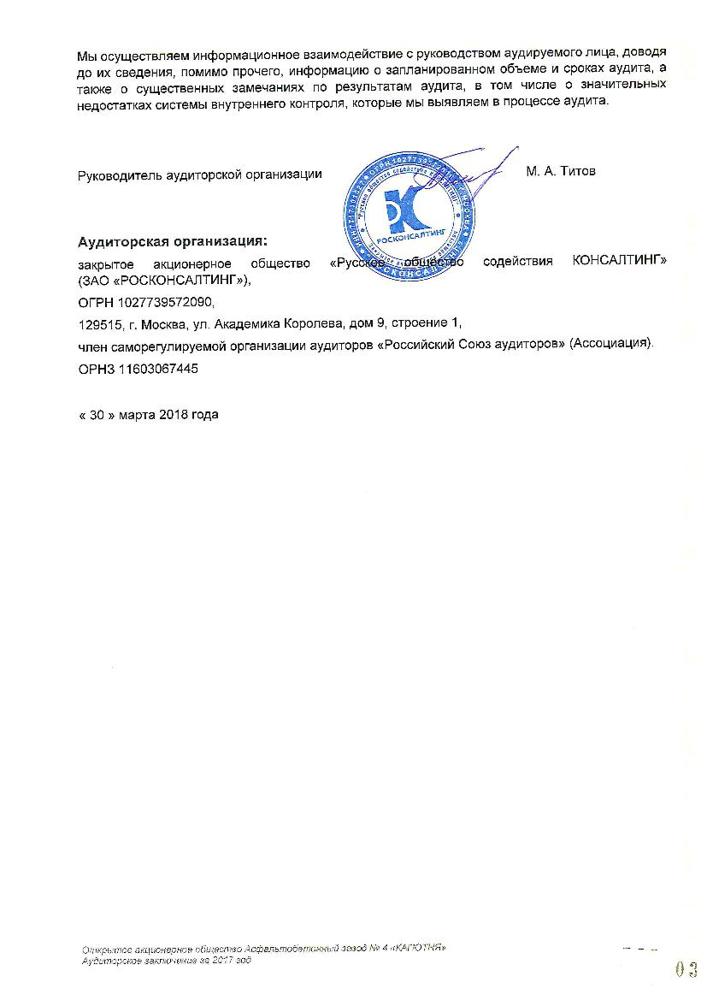 Мы осуществляем информационное взаимодействие с руководством аудируемого лица, доводя
до их сведения, помимо прочего, информацию о запланированном объеме и сроках аудита, а
также о существенных замечаниях по результатам аудита, в том числе о значительных
недостатках системы внутреннего контроля, которые мы выявляем в процессе аудита.
Руководитель аудиторской организации
М. А. Титов
РОСКОНСАЛТИНГ
Аудиторская организация:
закрытое акционерное общество «Русское общество содействия КОНСАЛТИНГ»
(ЗАО «РОСКОНСАЛТИНГ»),
ОГРН 1027739572090,
129515, г. Москва, ул. Академика Королева, дом 9, строение 1,
член саморегулируемой организации аудиторов «Российский Союз аудиторов» (Ассоциация).
ОРНЗ 11603067445
« 30 » марта 2018 года
Открытое акционерное общество Асфальтобетонный завод № 4 «КАПОТНЯ»
Аудиторское заключение за 2017 год
03